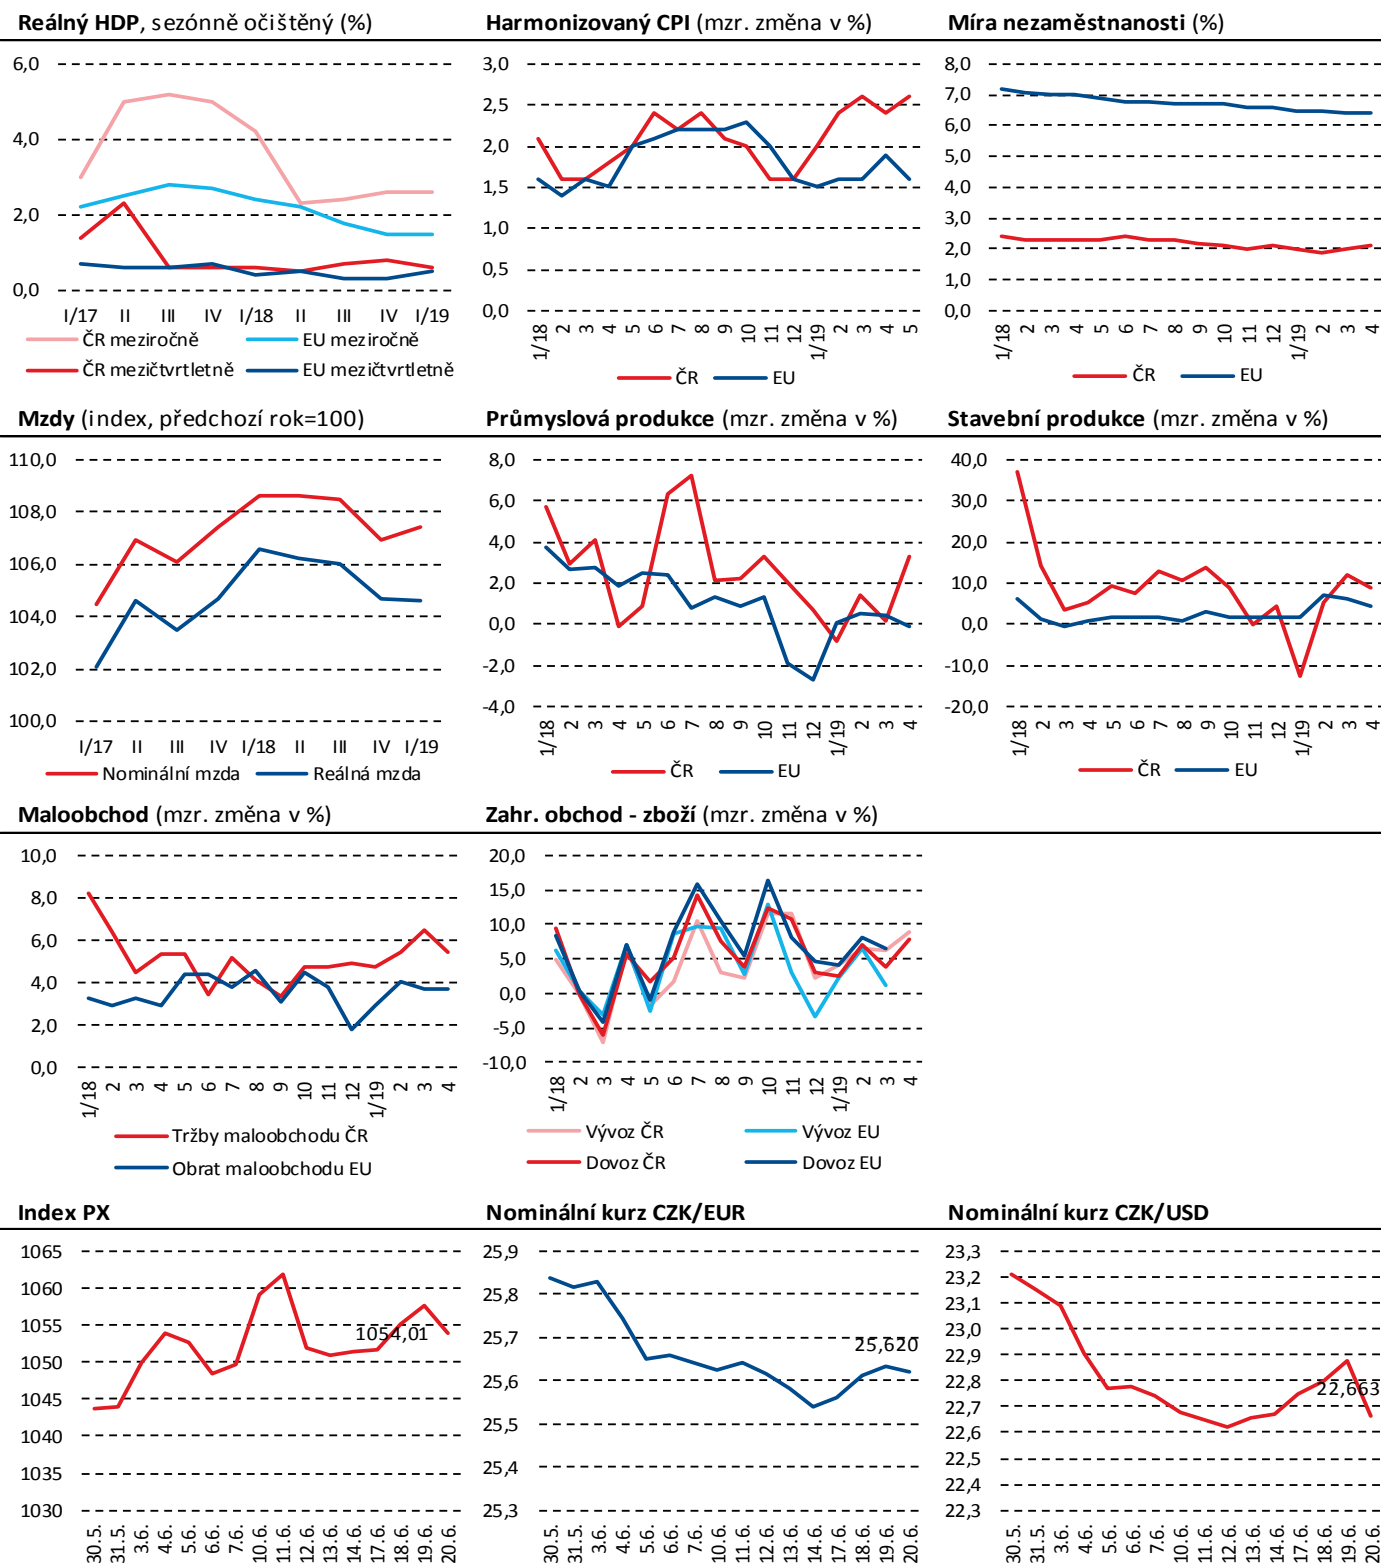 Reálný HDP, sezónně očištěný (%)
6,0
4,0
2,0
0,0
I/17 II III IV I/18 II III IV I/19
ČR meziročně EU meziročně
ČR mezičtvrtletně EU mezičtvrtletně
Harmonizovaný CPI (mzr. změna v %)
3,0
2,5
2,0
1,5
1,0
0,5
0,0
1/18 2 3 4 5 6 7 8 9 10 11 12 1/19 2 3 4 5
ČR EU
Míra nezaměstnanosti (%)
8,0
7,0
6,0
5,0
4,0
3,0
2,0
1,0
0,0
1/18 2 3 4 5 6 7 8 9 10 11 12 1/19 2 3 4
ČR EU
Mzdy (index, předchozí rok=100)
110,0
108,0
106,0
104,0
102,0
100,0
I/17 II III IV I/18 II III IV I/19
Nominální mzda Reálná mzda
Průmyslová produkce (mzr. změna v %)
8,0
6,0
4,0
2,0
0,0
-2,0
-4,0
1/18 2 3 4 5 6 7 8 9 10 11 12 1/19 2 3 4
ČR EU
Stavební produkce (mzr. změna v %)
40,0
30,0
20,0
10,0
0,0
-10,0
-20,0
1/18 2 3 4 5 6 7 8 9 10 11 12 1/19 2 3 4
ČR EU
Maloobchod (mzr. změna v %)
10,0
8,0
6,0
4,0
2,0
0,0
1/18 2 3 4 5 6 7 8 9 10 11 12 1/19 2 3 4
Tržby maloobchodu ČR
Obrat maloobchodu EU
Zahr. obchod - zboží (mzr. změna v %)
20,0
15,0
10,0
5,0
0,0
-5,0
-10,0
1/18 2 3 4 5 6 7 8 9 10 11 12 1/19 2 3 4
Vývoz ČR Vývoz EU
Dovoz ČR Dovoz EU
Index PX
1065
1060
1055
1050
1045
1040
1035
1030
1054,01
30.5. 31.5. 3.6. 4.6. 5.6. 6.6. 7.6. 10.6. 11.6. 12.6. 13.6. 14.6. 17.6. 18.6. 19.6. 20.6.
Nominální kurz CZK/EUR
25,9
25,8
25,7
25,6
25,5
25,4
25,3
25,620
30.5. 31.5. 3.6. 4.6. 5.6. 6.6. 7.6. 10.6. 11.6. 12.6. 13.6. 14.6. 17.6. 18.6. 19.6. 20.6.
Nominální kurz CZK/USD
23,3
23,2
23,1
23,0
22,9
22,8
22,7
22,6
22,5
22,4
22,3
22,663
30.5. 31.5. 3.6. 4.6. 5.6. 6.6. 7.6. 10.6. 11.6. 12.6. 13.6. 14.6. 17.6. 18.6. 19.6. 20.6.